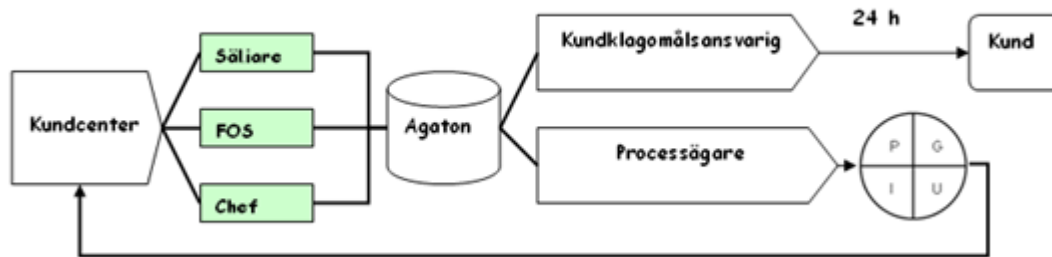 24 h
Säljare
Kundklagomålsansvarig
Kund
Kundcenter
FOS
Agaton
Processägare
P G
I U
Chef